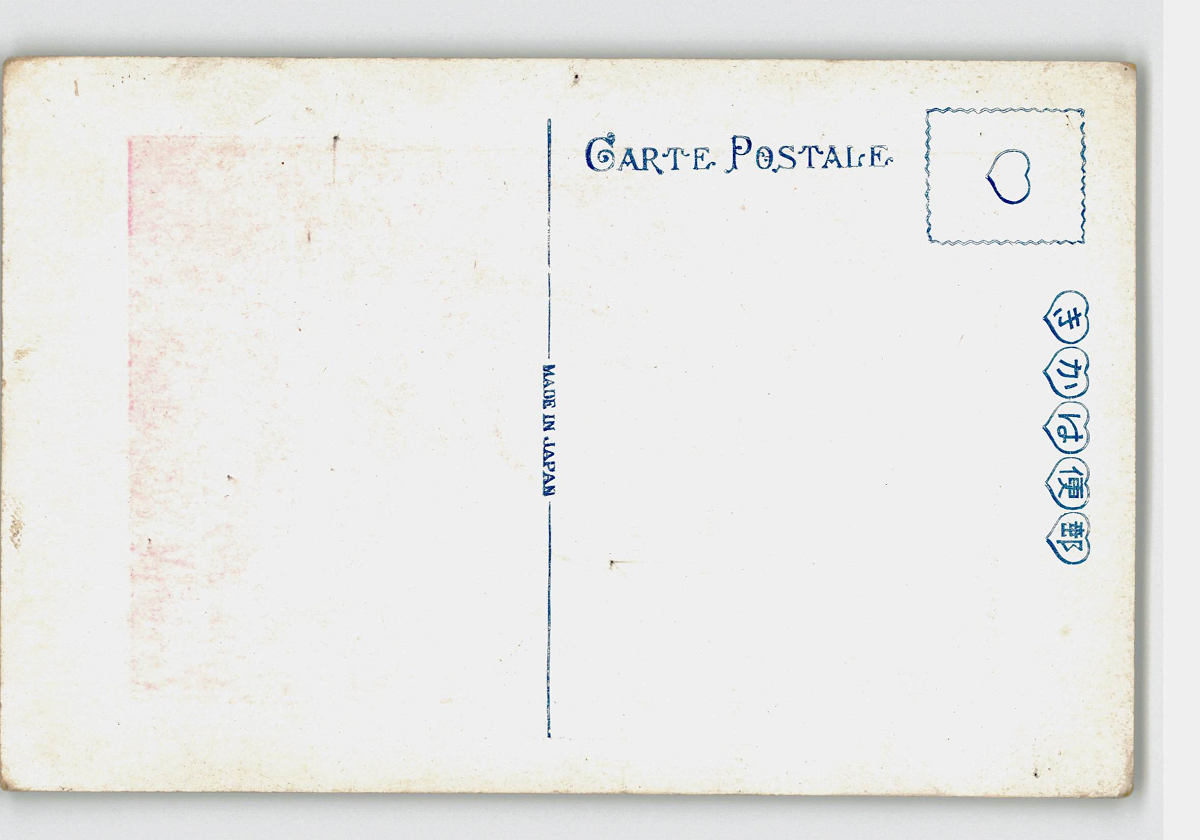 CARTE POSTALE
MADE IN JAPAN
きかは便郵